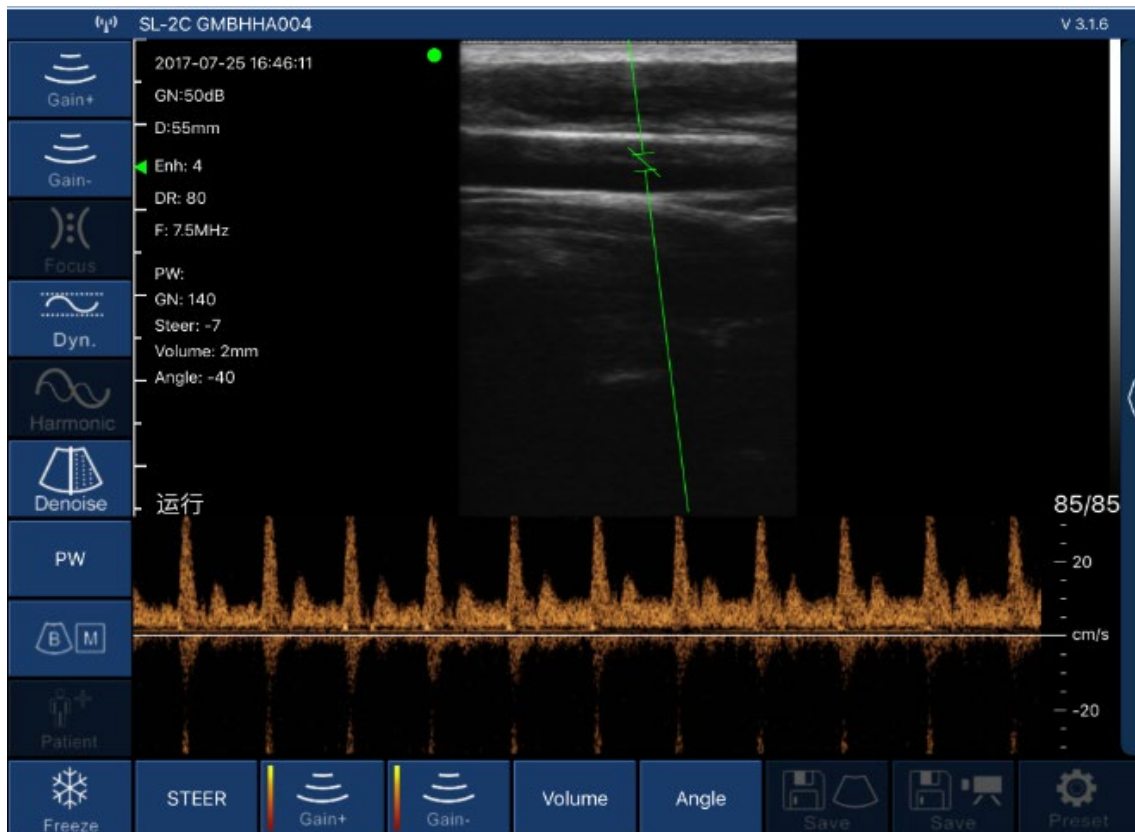 SL-2C GMBHHA004
V 3.1.6
Gain+
Gain-
Focus
Dyn.
Harmonic
Denoise
PW
B M
Patient
Freeze
2017-07-25 16:46:11
GN:50dB
D:55mm
Enh: 4
DR: 80
F: 7.5MHz
PW:
GN: 140
Steer: -7
Volume: 2mm
Angle: -40
运行
85/85
20
cm/s
-20
STEER
Gain+
Gain-
Volume
Angle
Save
Save
Preset